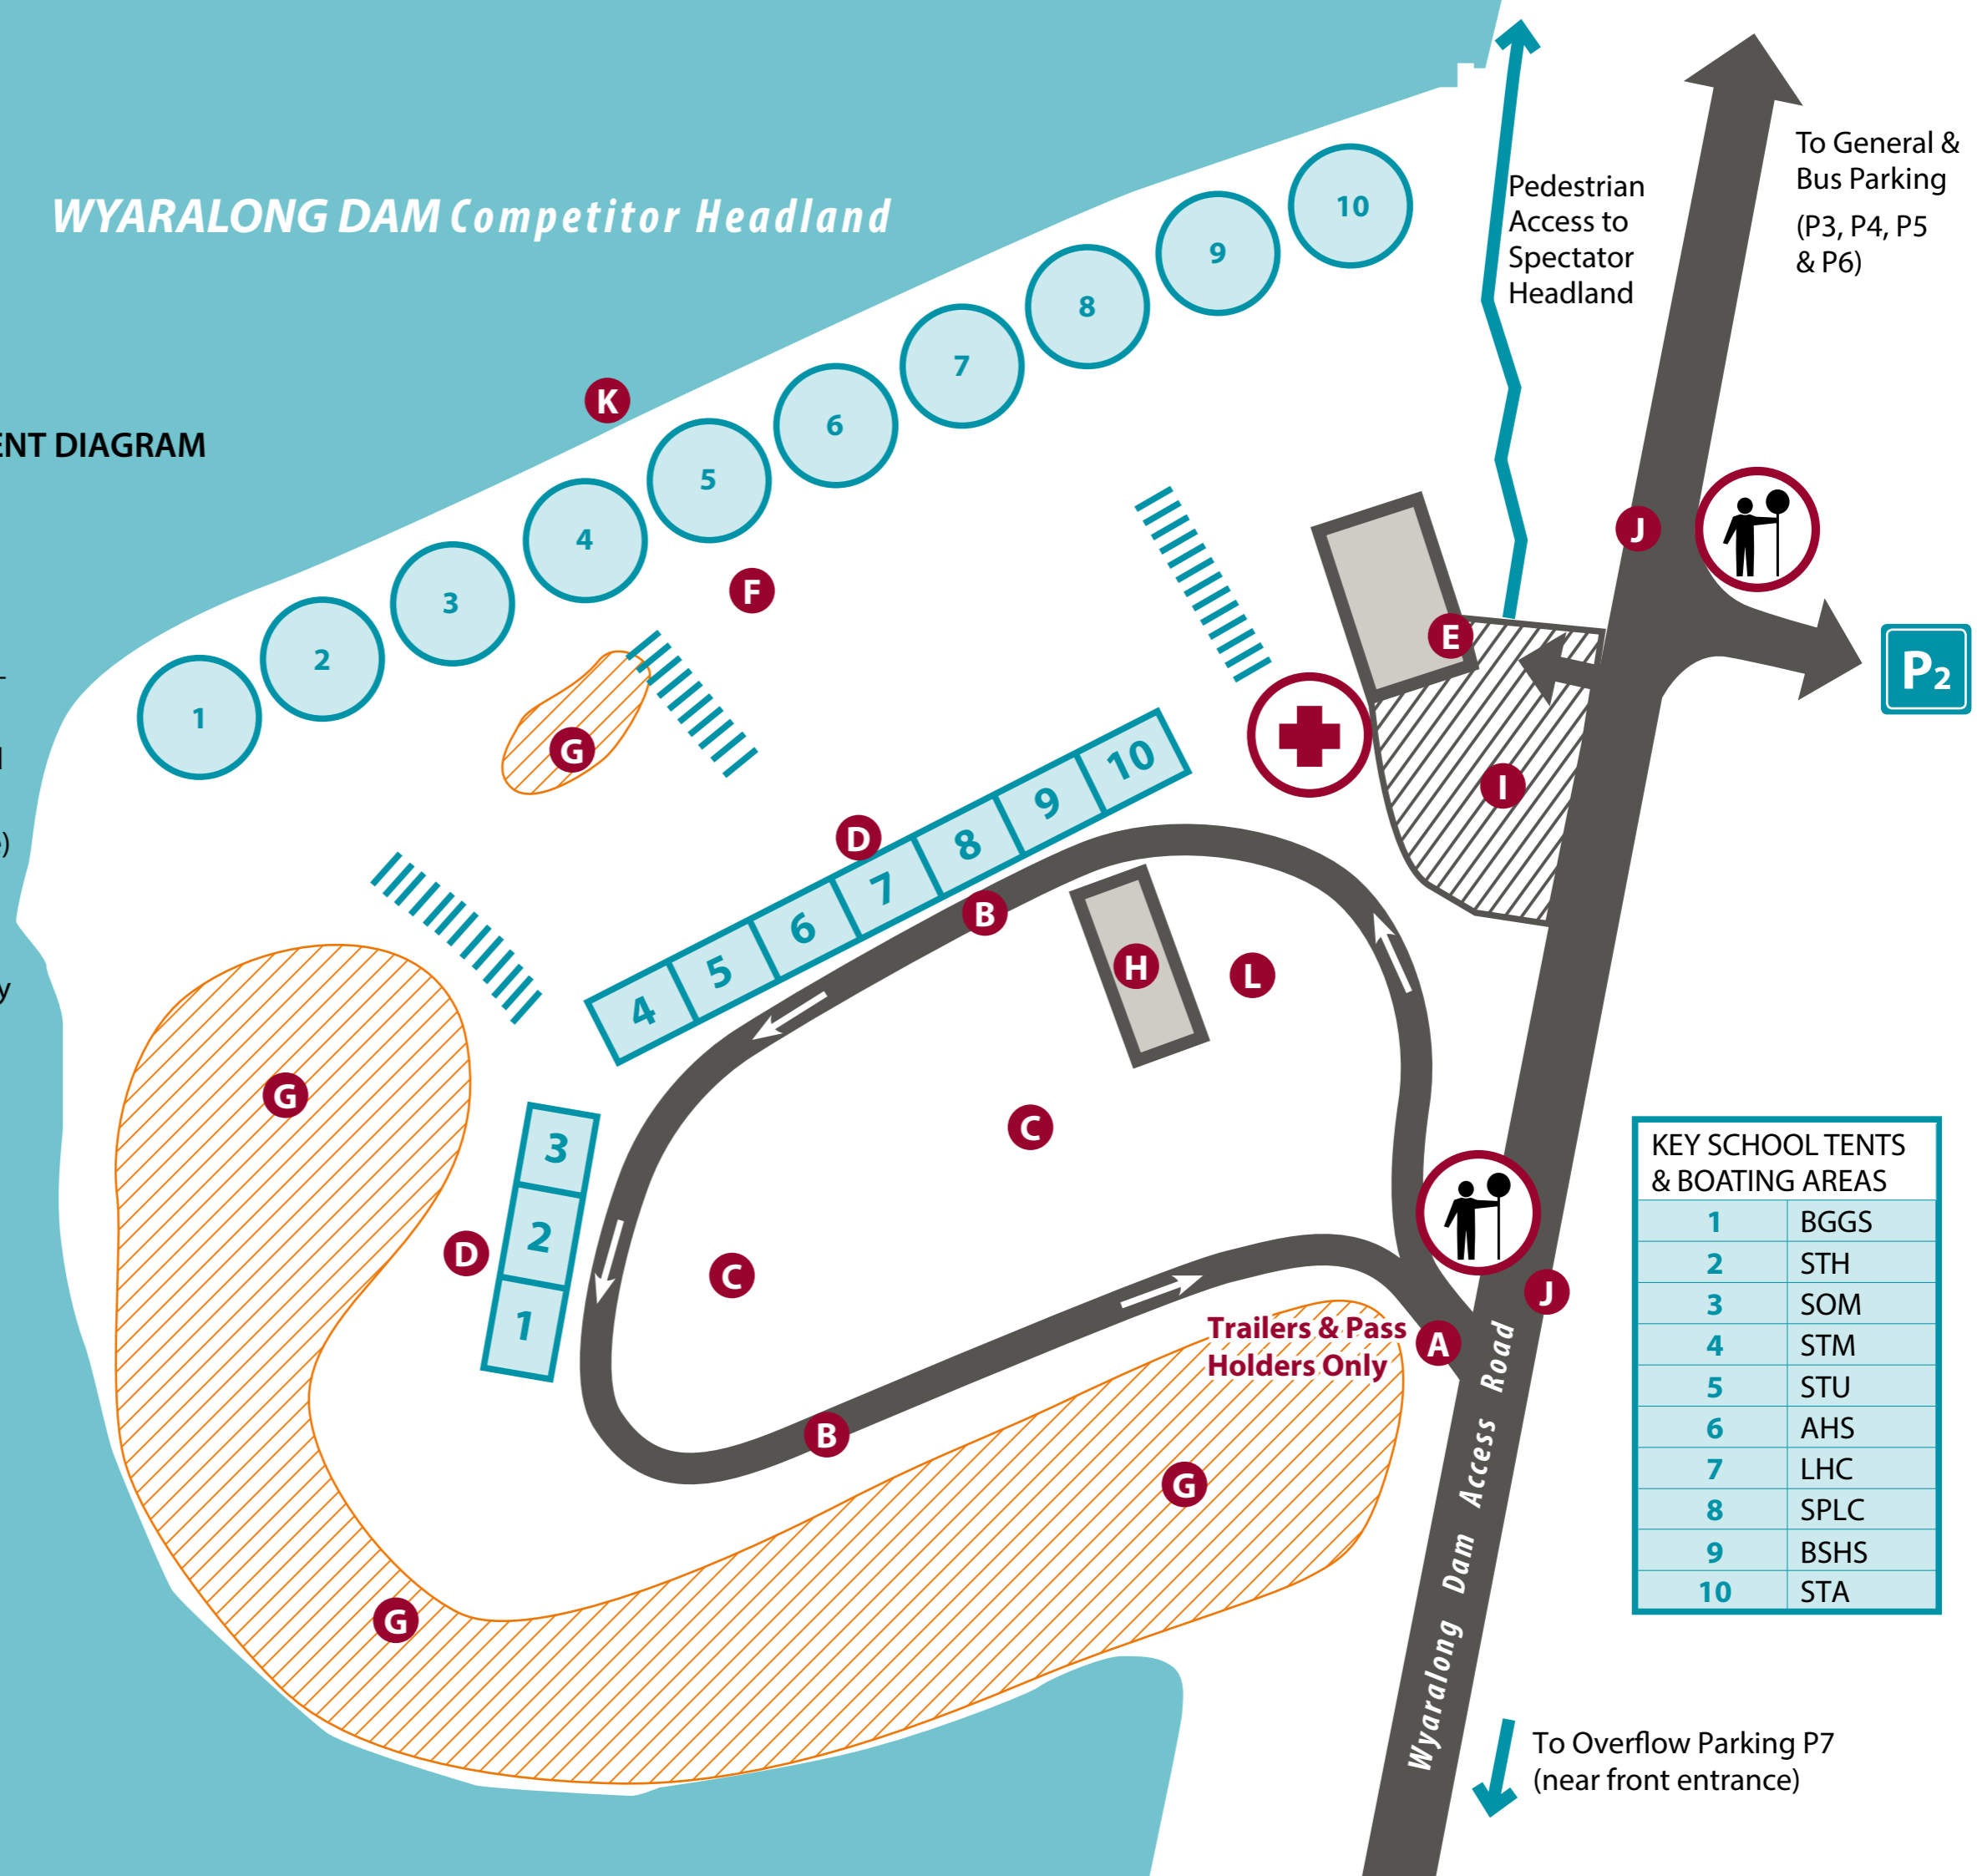 WYARALONG DAM Competitor Headland
ENT DIAGRAM
Pedestrian
Access to
Spectator
Headland
To General &
Bus Parking
(P3, P4, P5
& P6)
10
9
8
7
6
5
4
3
2
1
K
F
G
J
E
P2
I
D
10
9
8
7
6
5
4
B
H
L
G
C
3
2
1
D
C
Trailers & Pass
Holders Only
A
J
B
G
G
Wyaralong Dam Access Road
KEY SCHOOL TENTS
& BOATING AREAS
1 BGGS
2 STH
3 SOM
4 STM
5 STU
6 AHS
7 LHC
8 SPLC
9 BSHS
10 STA
To Overflow Parking P7
(near front entrance)